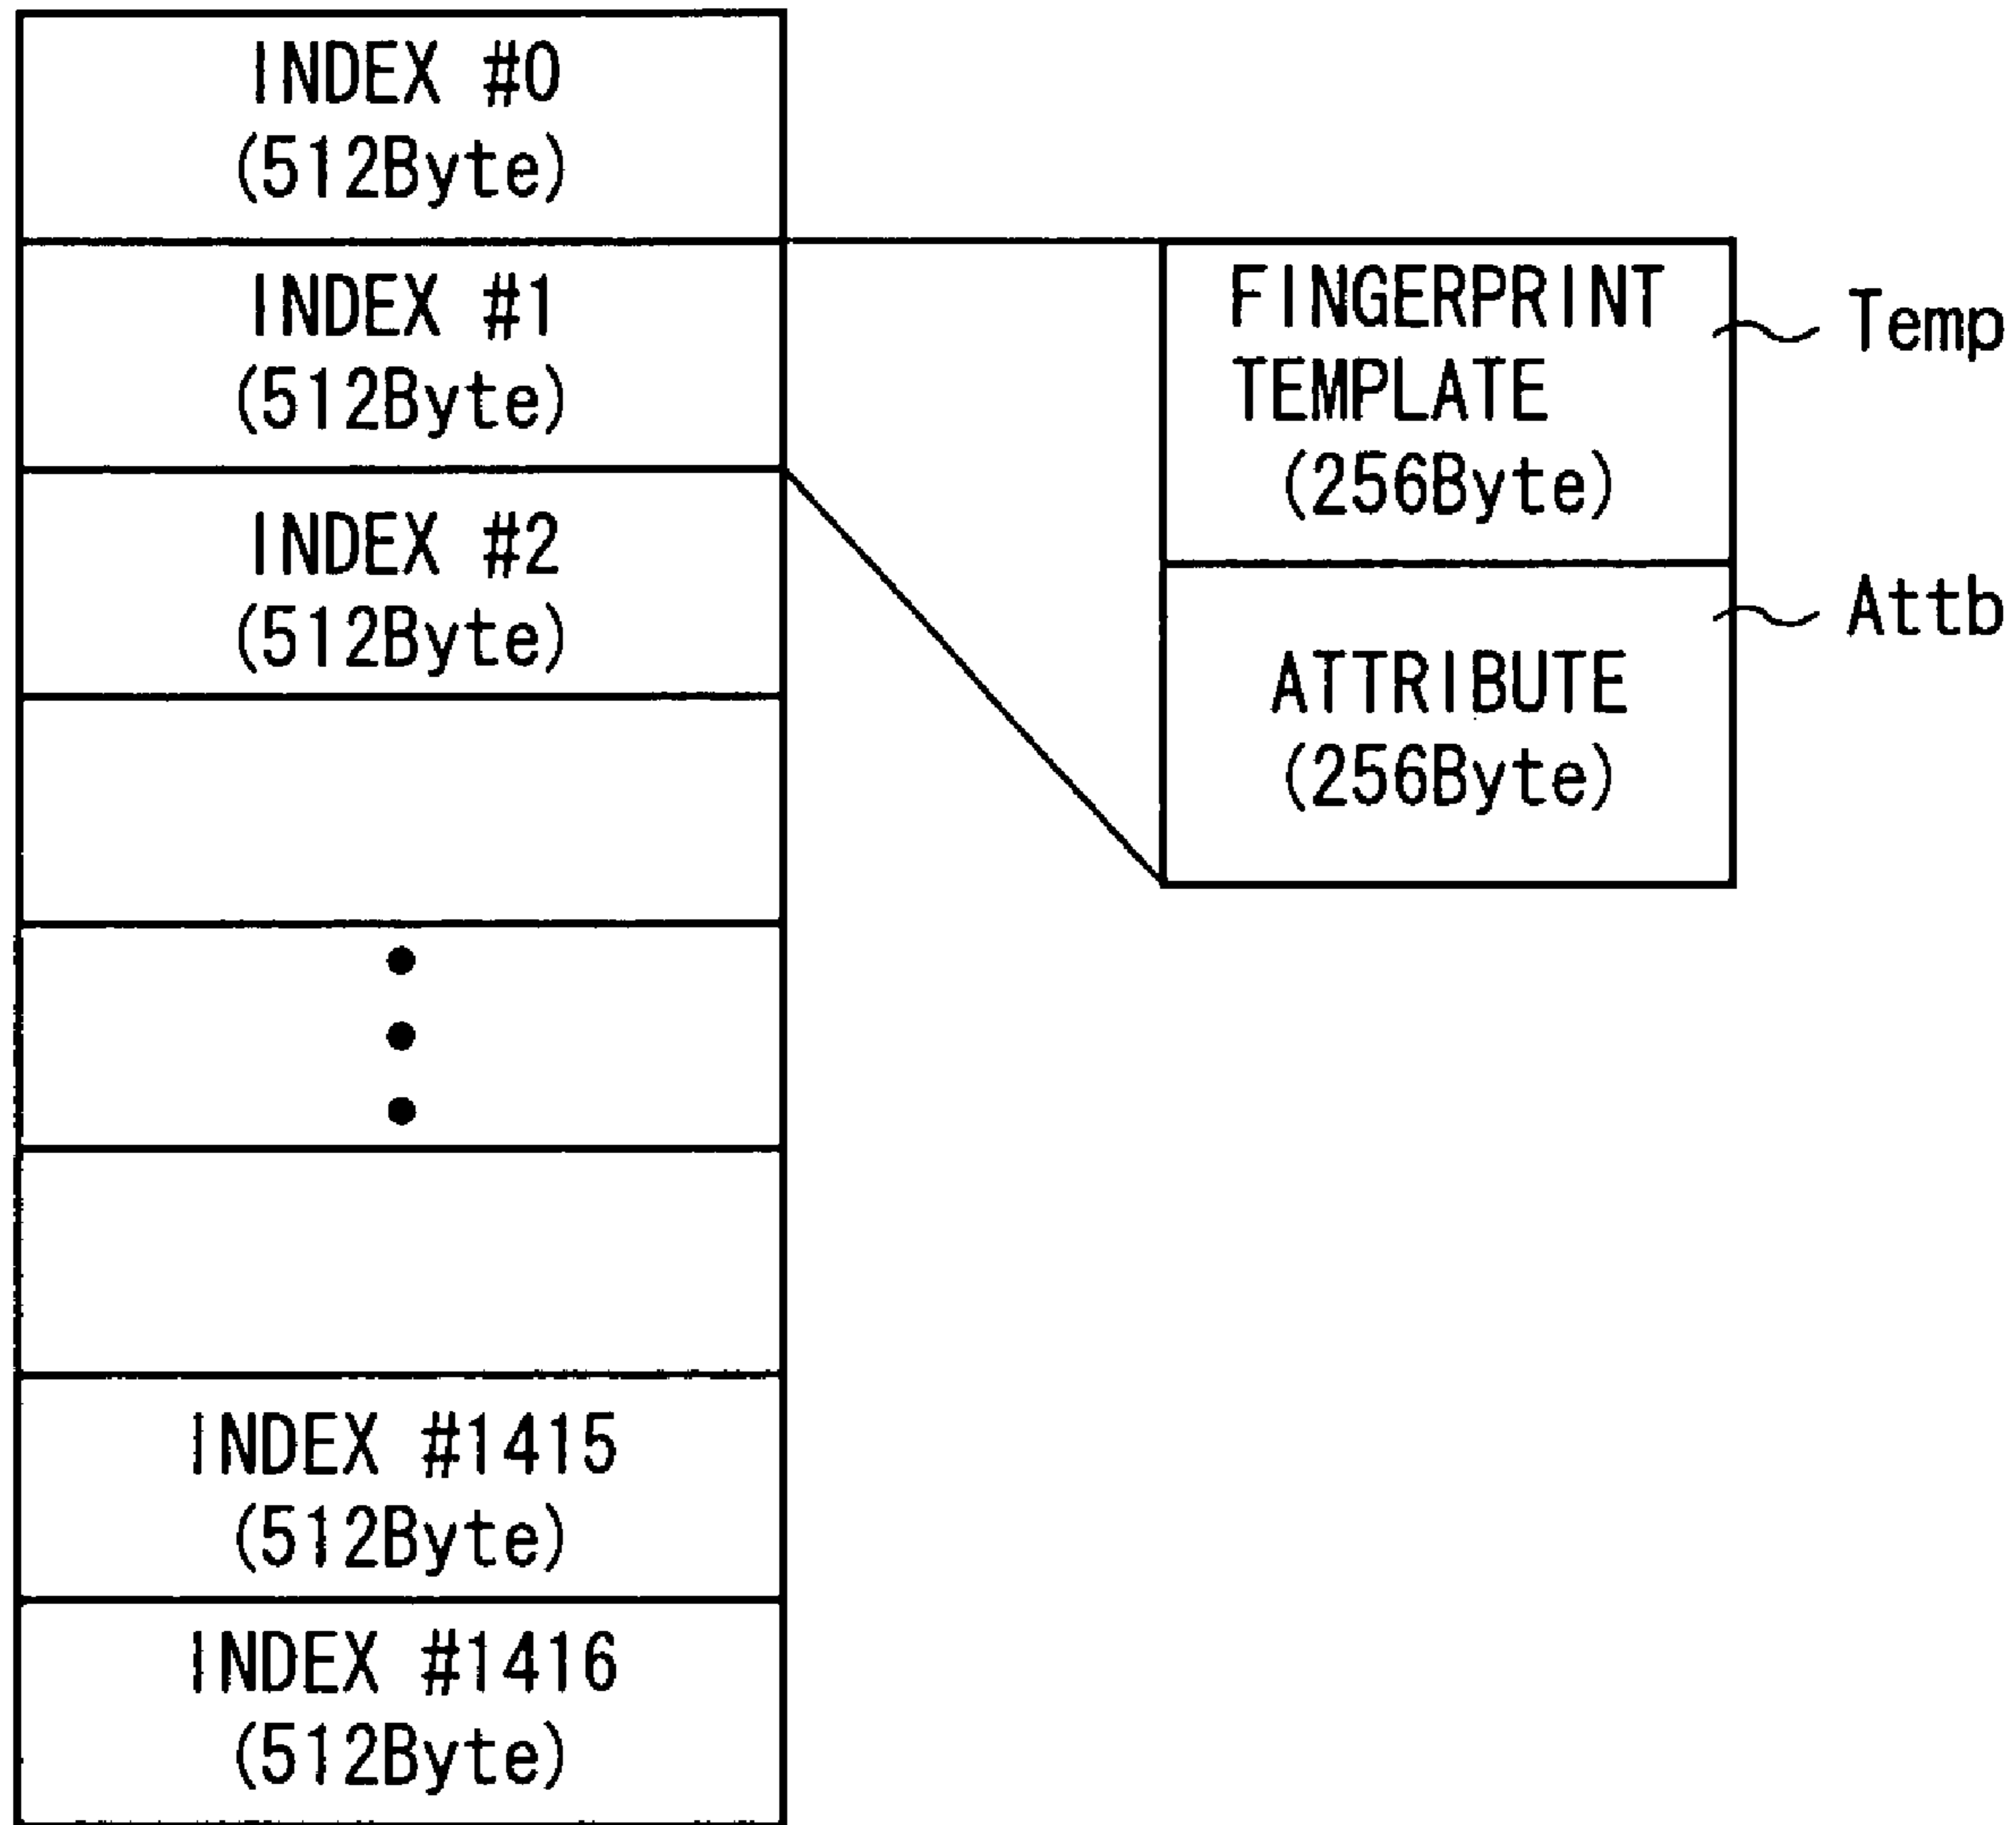 INDEX #0
(512Byte)
INDEX #1
(512Byte)
INDEX #2
(512Byte)
INDEX #1415
(512Byte)
INDEX #1416
(512Byte)
FINGERPRINT
TEMPLATE
(256Byte)
Temp
ATTRIBUTE
(256Byte)
Attb